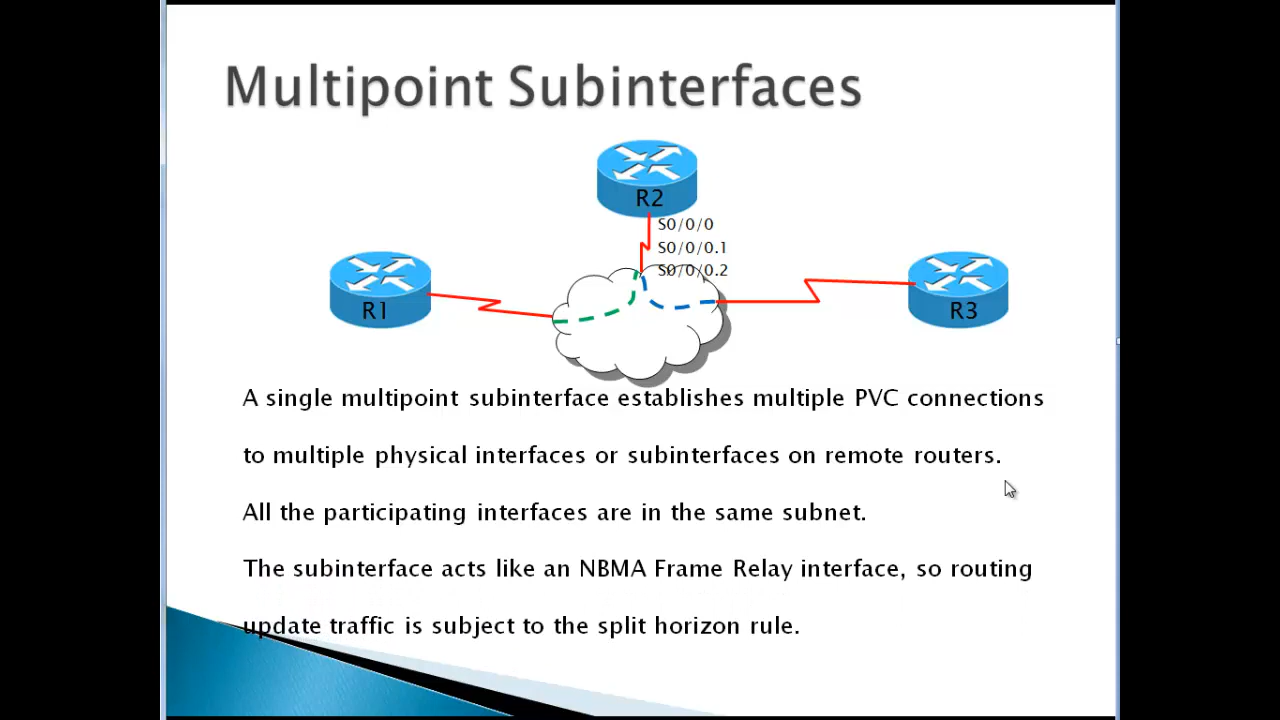 Multipoint Subinterfaces
R2
S0/0/0
S0/0/0.1
S0/0/0.2
R1
R3
A single multipoint subinterface establishes multiple PVC connections
to multiple physical interfaces or subinterfaces on remote routers.
All the participating interfaces are in the same subnet.
The subinterface acts like an NBMA Frame Relay interface, so routing
update traffic is subject to the split horizon rule.